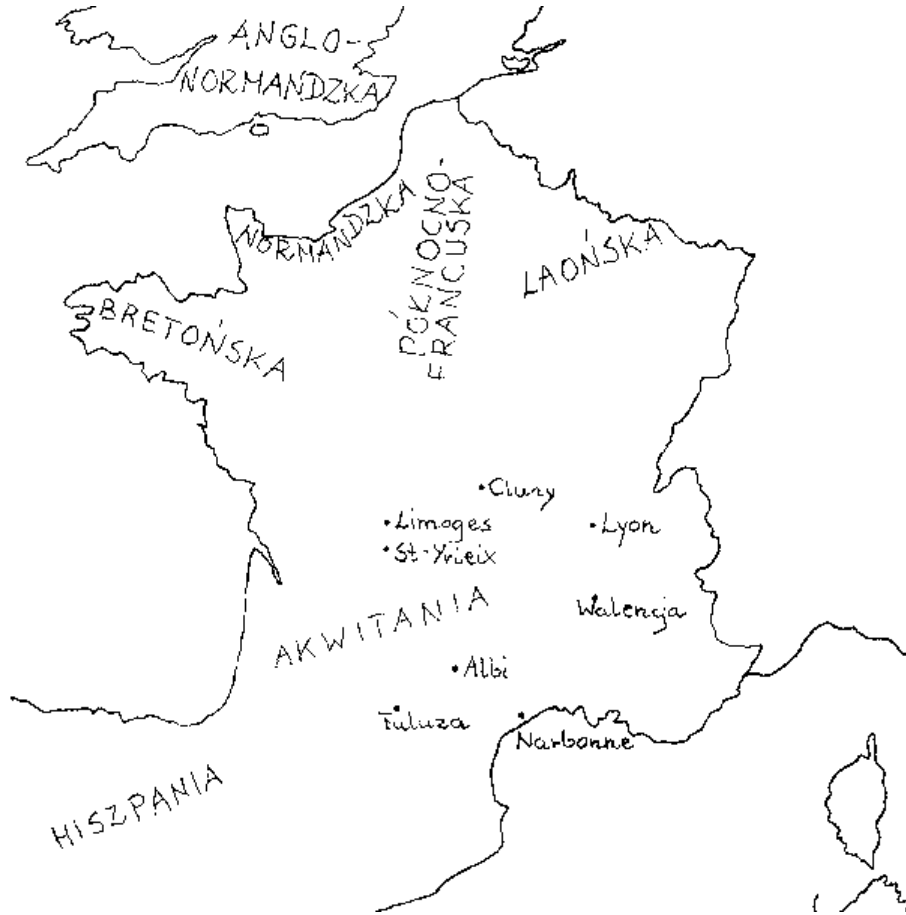 ANGLO-
NORMANDZKA
NORMANDZKA
PÓŁNOCNO-
FRANCUSKA
LAOŃSKA
BRETOŃSKA
Cluny
Limoges
Lyon
St-Yrieix
Walencja
AKWITANIA
Albi
Tuluza
Narbonne
HISZPANIA